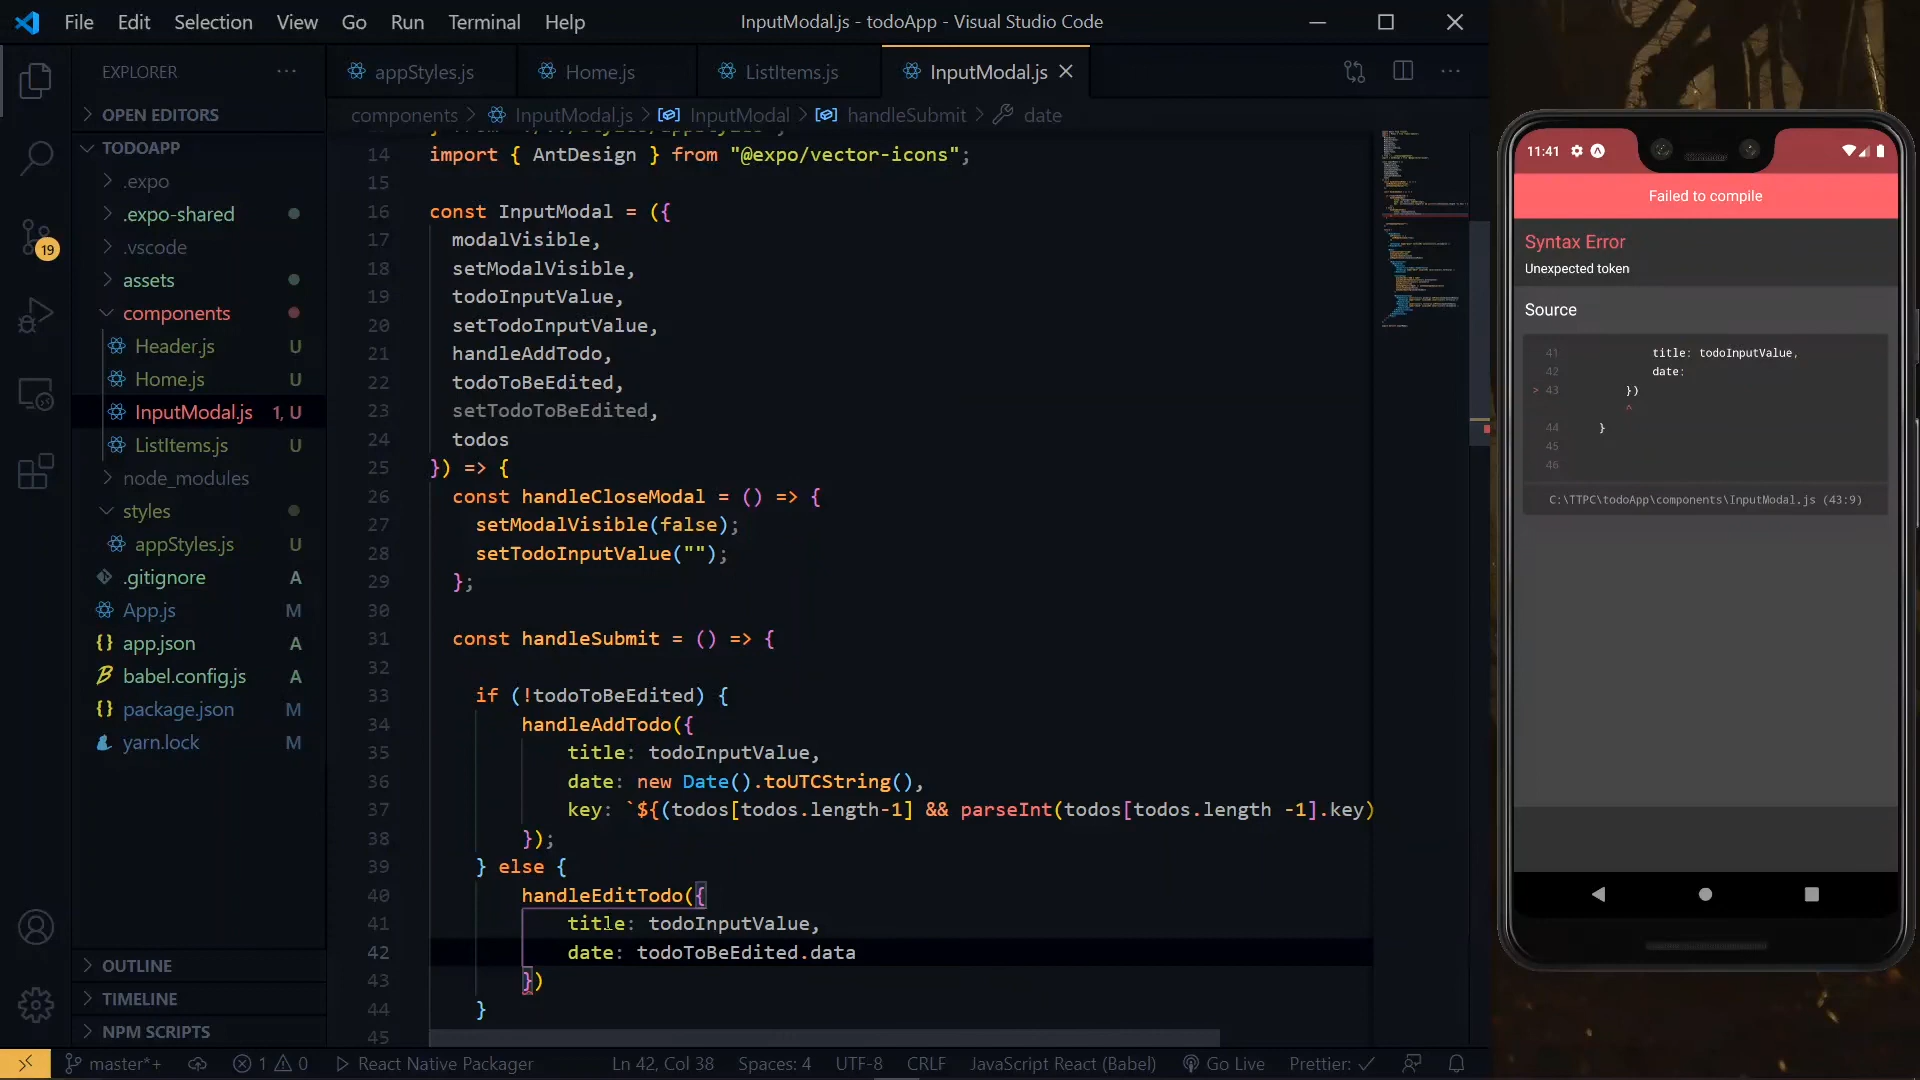 File Edit Selection View Go Run Terminal Help InputModal.js - todoApp - Visual Studio Code
EXPLORER
OPEN EDITORS
TODOAPP
.expo
.expo-shared
.vscode
assets
components
Header.js U
Home.js U
InputModal.js 1, U
ListItems.js U
node_modules
styles
appStyles.js U
.gitignore A
App.js M
app.json A
babel.config.js A
package.json M
yarn.lock M
OUTLINE
TIMELINE
NPM SCRIPTS
19
appStyles.js Home.js ListItems.js InputModal.js
components > InputModal.js > InputModal > handleSubmit > date
14 import { AntDesign } from "@expo/vector-icons";
15
16 const InputModal = ({
17 modalVisible,
18 setModalVisible,
19 todoInputValue,
20 setTodoInputValue,
21 handleAddTodo,
22 todoToBeEdited,
23 setTodoToBeEdited,
24 todos
25 }) => {
26 const handleCloseModal = () => {
27 setModalVisible(false);
28 setTodoInputValue("");
29 };
30
31 const handleSubmit = () => {
32
33 if (!todoToBeEdited) {
34 handleAddTodo({
35 title: todoInputValue,
36 date: new Date().toUTCString(),
37 key: `${(todos[todos.length-1] && parseInt(todos[todos.length -1].key)
38 });
39 } else {
40 handleEditTodo({
41 title: todoInputValue,
42 date: todoToBeEdited.data
43 })
44 }
45
master*+ 1 0 React Native Packager Ln 42, Col 38 Spaces: 4 UTF-8 CRLF JavaScript React (Babel) Go Live Prettier: ✓
11:41
Failed to compile
Syntax Error
Unexpected token
Source
41 title: todoInputValue,
42 date:
> 43 })
^
44 }
45
46
C:\TTPC\todoApp\components\InputModal.js (43:9)